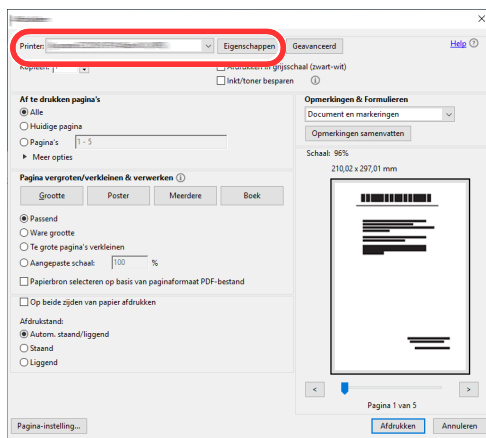 Printer:
Eigenschappen
Geavanceerd
Help
Kopieën: 1
Afdrukken in grijsschaal (zwart-wit)
Inkt/toner besparen
Af te drukken pagina's
Alle
Huidige pagina
Pagina's
1 - 5
Meer opties
Pagina vergroten/verkleinen & verwerken
Grootte
Poster
Meerdere
Boek
Passend
Ware grootte
Te grote pagina's verkleinen
Aangepaste schaal:
100
%
Papierbron selecteren op basis van paginaformaat PDF-bestand
Op beide zijden van papier afdrukken
Afdrukstand:
Autom. staand/liggend
Staand
Liggend
Opmerkingen & Formulieren
Document en markeringen
Opmerkingen samenvatten
Schaal: 96%
210,02 x 297,01 mm
<
>
Pagina 1 van 5
Pagina-instelling...
Afdrukken
Annuleren